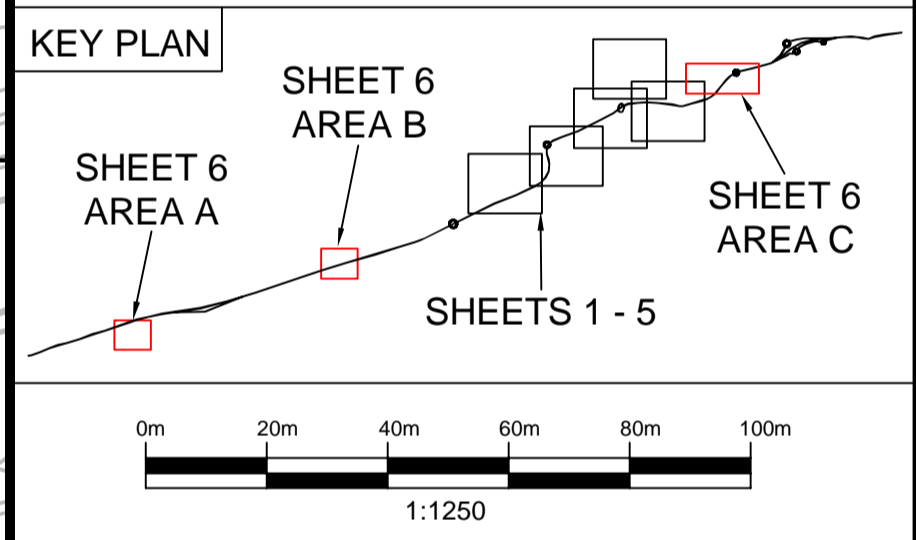 KEY PLAN
SHEET 6
AREA B
SHEET 6
AREA A
SHEET 6
AREA C
SHEETS 1 - 5
0m 20m 40m 60m 80m 100m
1:1250